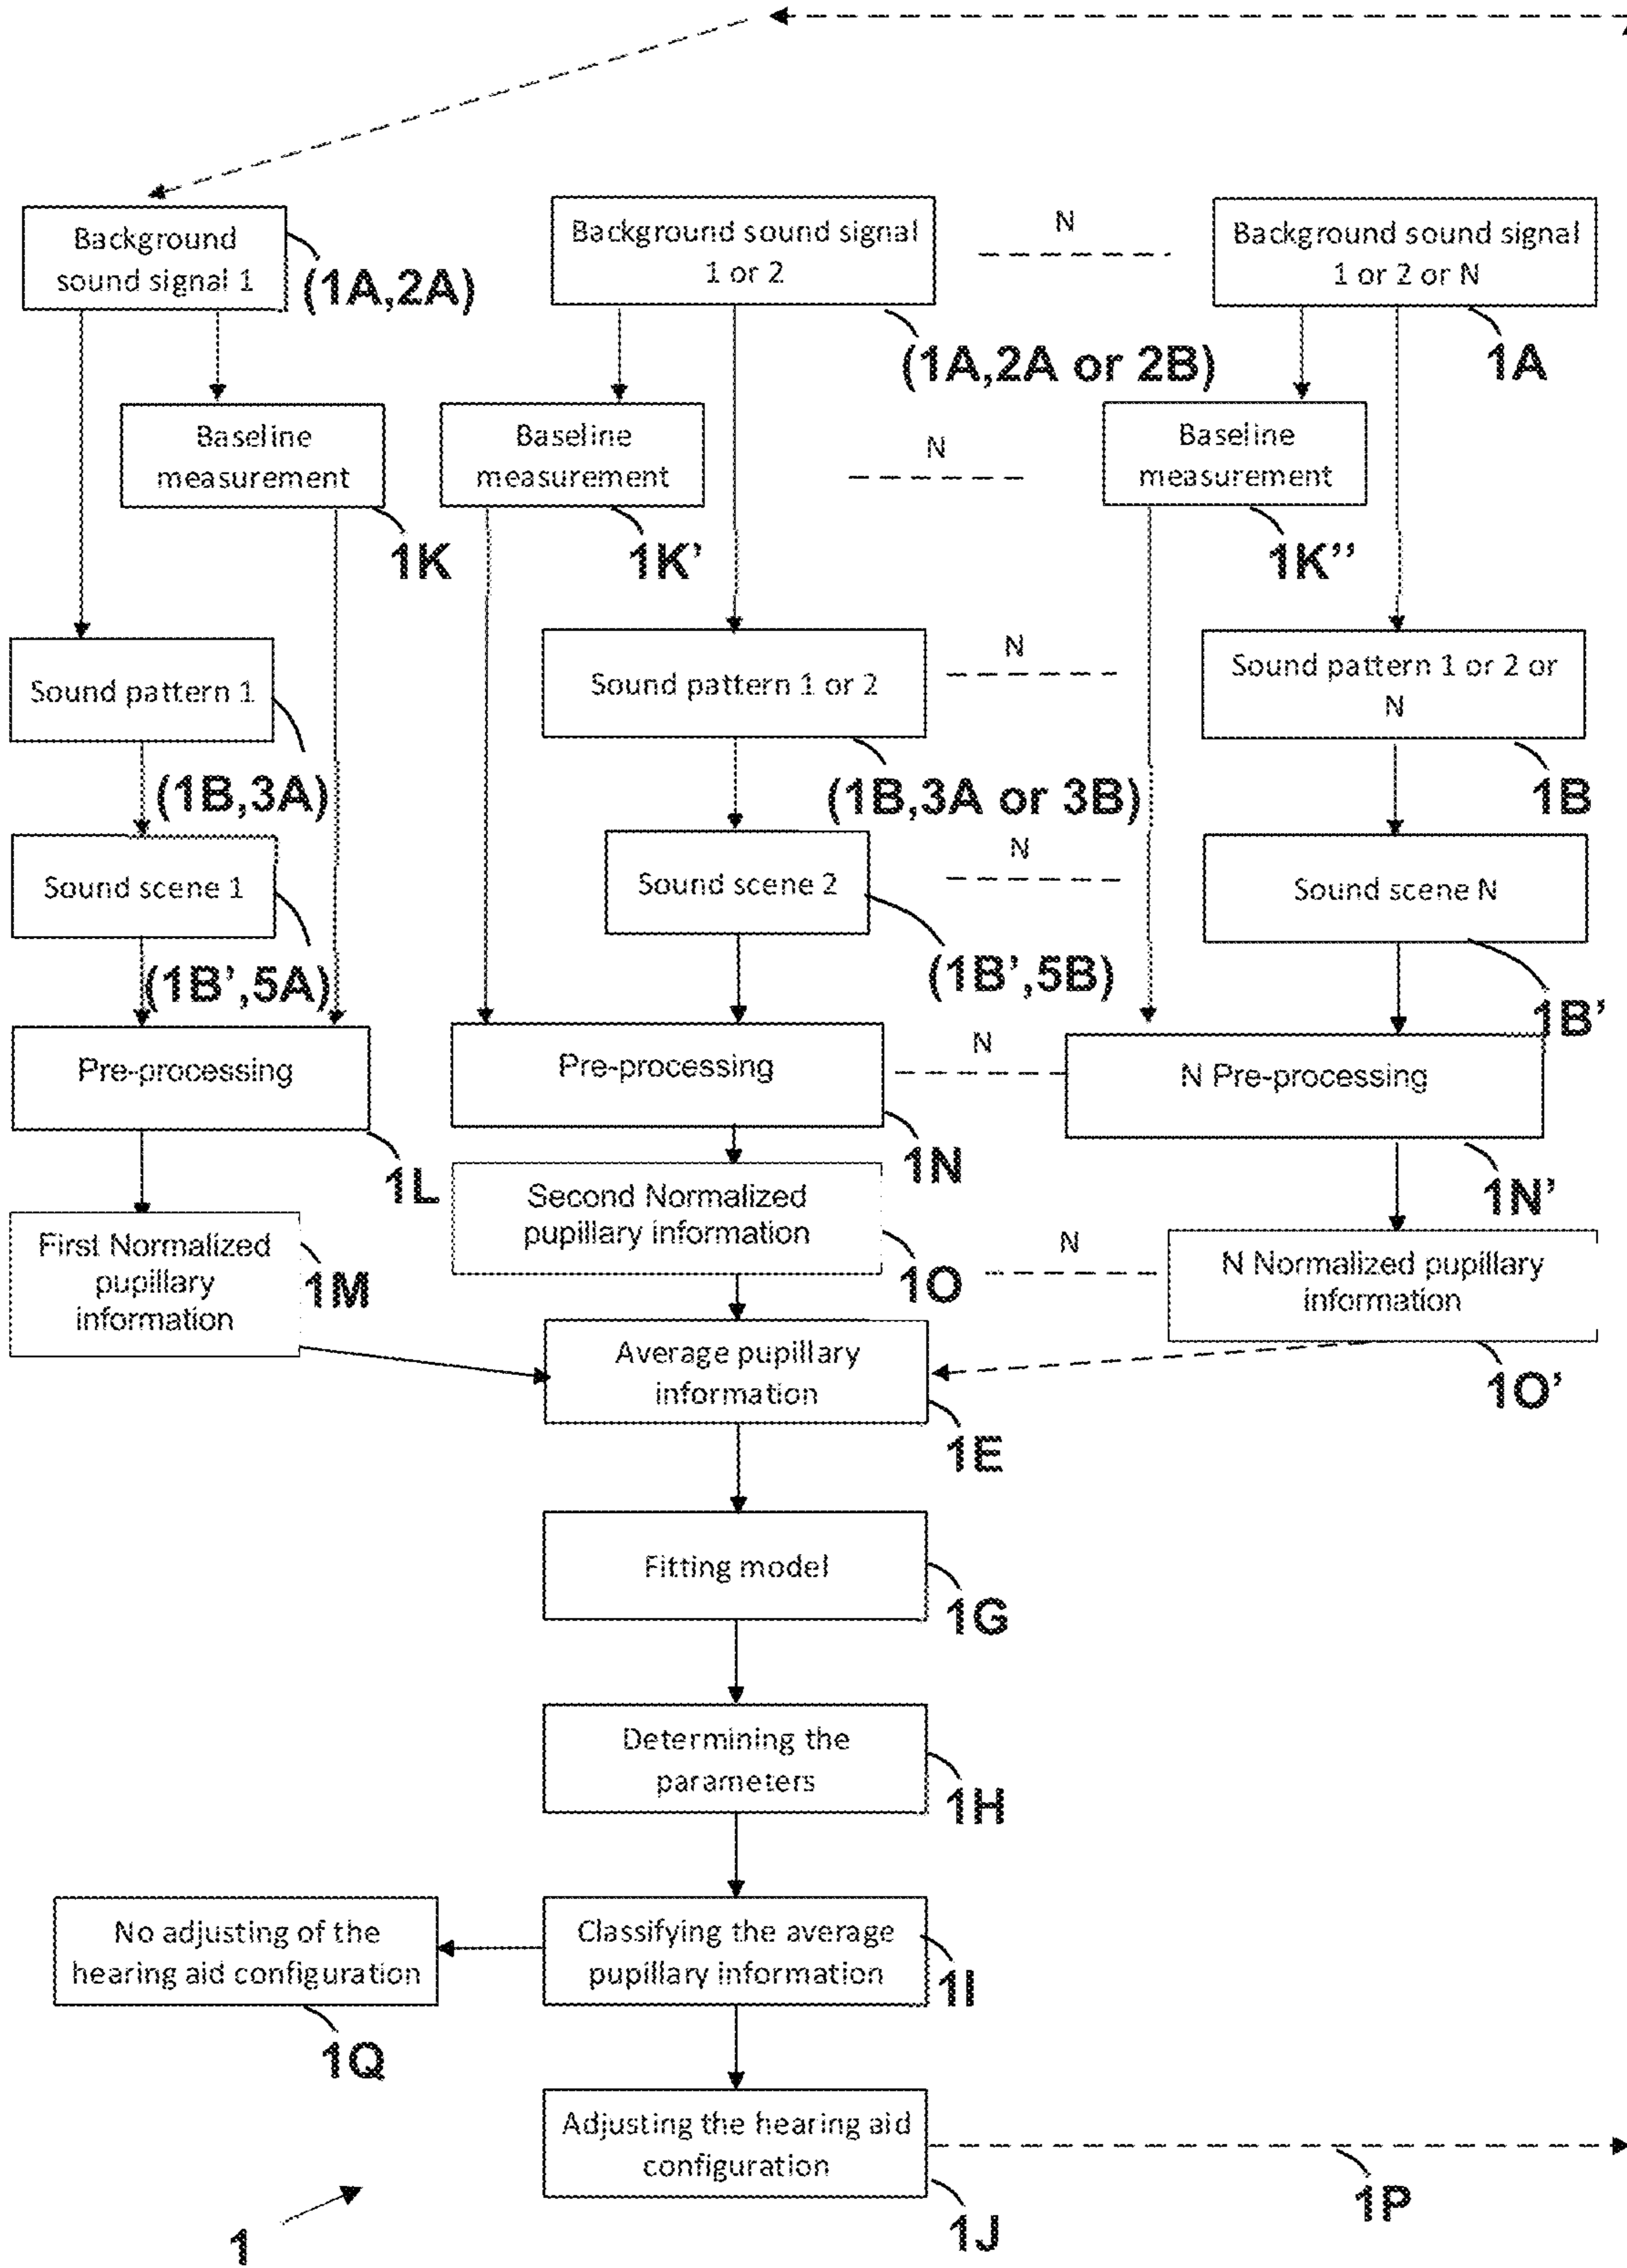 Background
sound signal 1
(1A,2A)
Background sound signal
1 or 2
(1A,2A or 2B)
N
Background sound signal
1 or 2 or N
1A
Baseline
measurement
1K
Baseline
measurement
1K’
N
Baseline
measurement
1K’’
Sound pattern 1
(1B,3A)
Sound pattern 1 or 2
(1B,3A or 3B)
N
Sound pattern 1 or 2 or
N
1B
Sound scene 1
(1B’,5A)
Sound scene 2
(1B’,5B)
N
Sound scene N
1B’
Pre-processing
1L
Pre-processing
1N
N
N Pre-processing
1N’
First Normalized
pupillary
information
1M
Second Normalized
pupillary information
1O
N
N Normalized pupillary
information
1O’
Average pupillary
information
1E
Fitting model
1G
Determining the
parameters
1H
No adjusting of the
hearing aid configuration
1Q
Classifying the average
pupillary information
1I
Adjusting the hearing aid
configuration
1J
1P
1